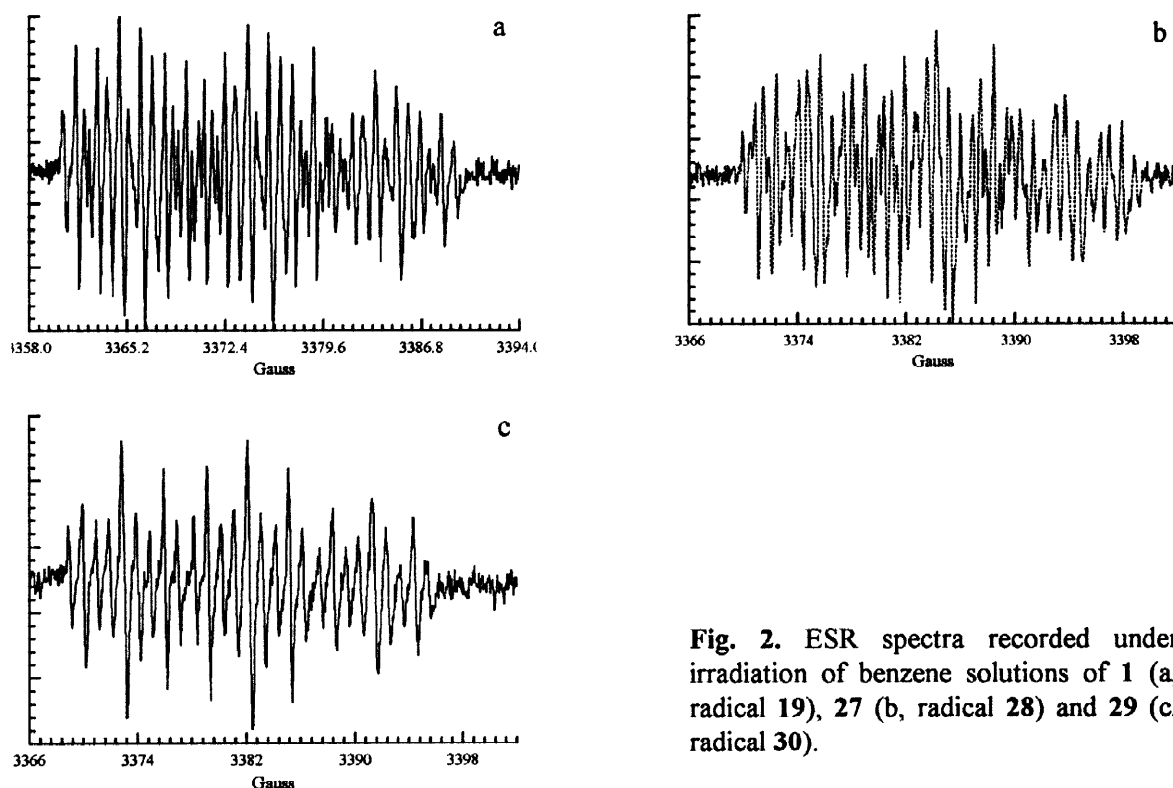 a
3358.0 3365.2 3372.4 3379.6 3386.8 3394.(
Gauss
b
3366 3374 3382 3390 3398
Gauss
c
3366 3374 3382 3390 3398
Gauss
Fig. 2. ESR spectra recorded under
irradiation of benzene solutions of 1 (a,
radical 19), 27 (b, radical 28) and 29 (c,
radical 30).